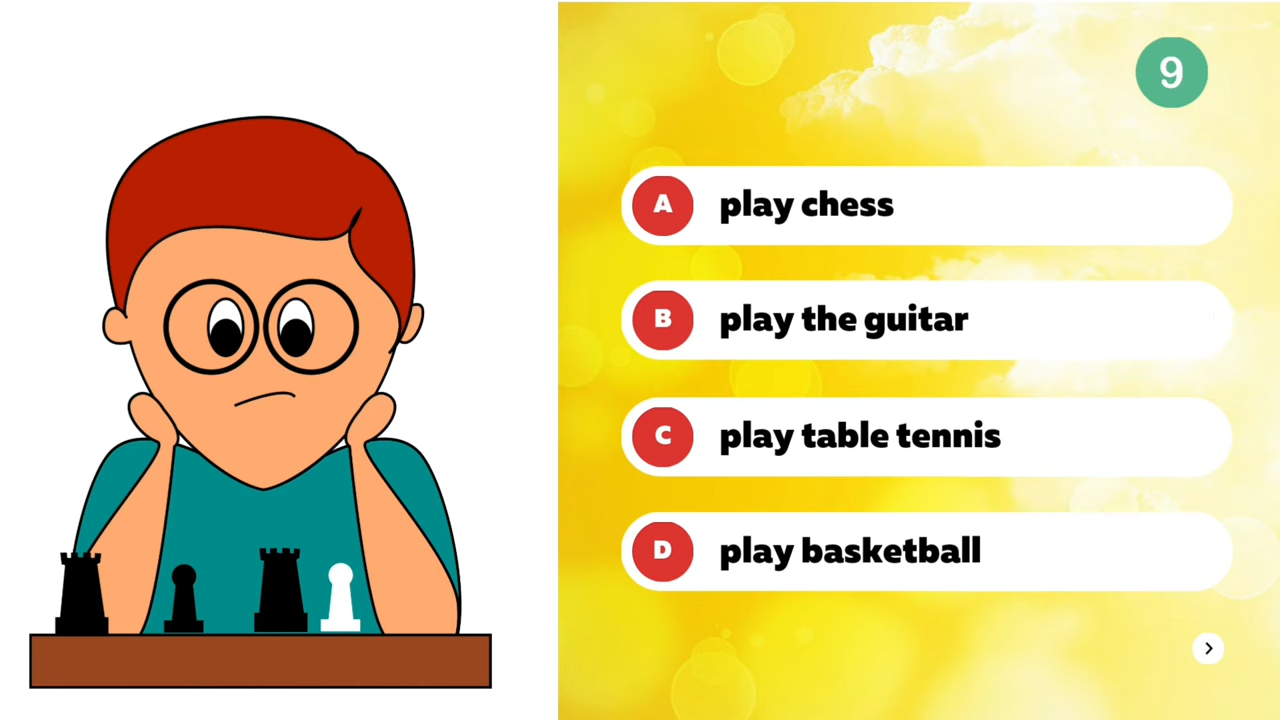 9
A play chess
B play the guitar
C play table tennis
D play basketball